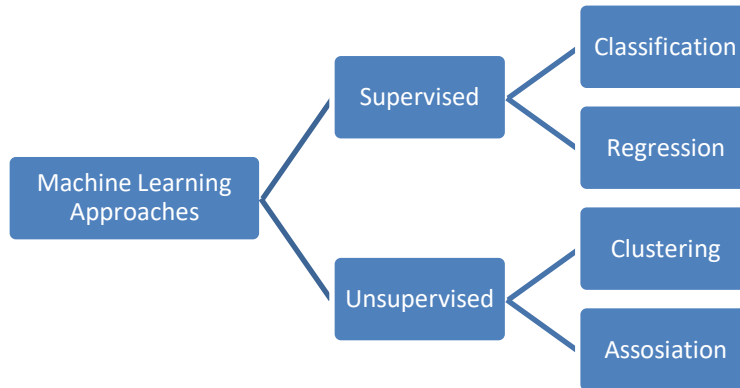 Machine Learning
Approaches
Supervised
Classification
Regression
Unsupervised
Clustering
Assosiation